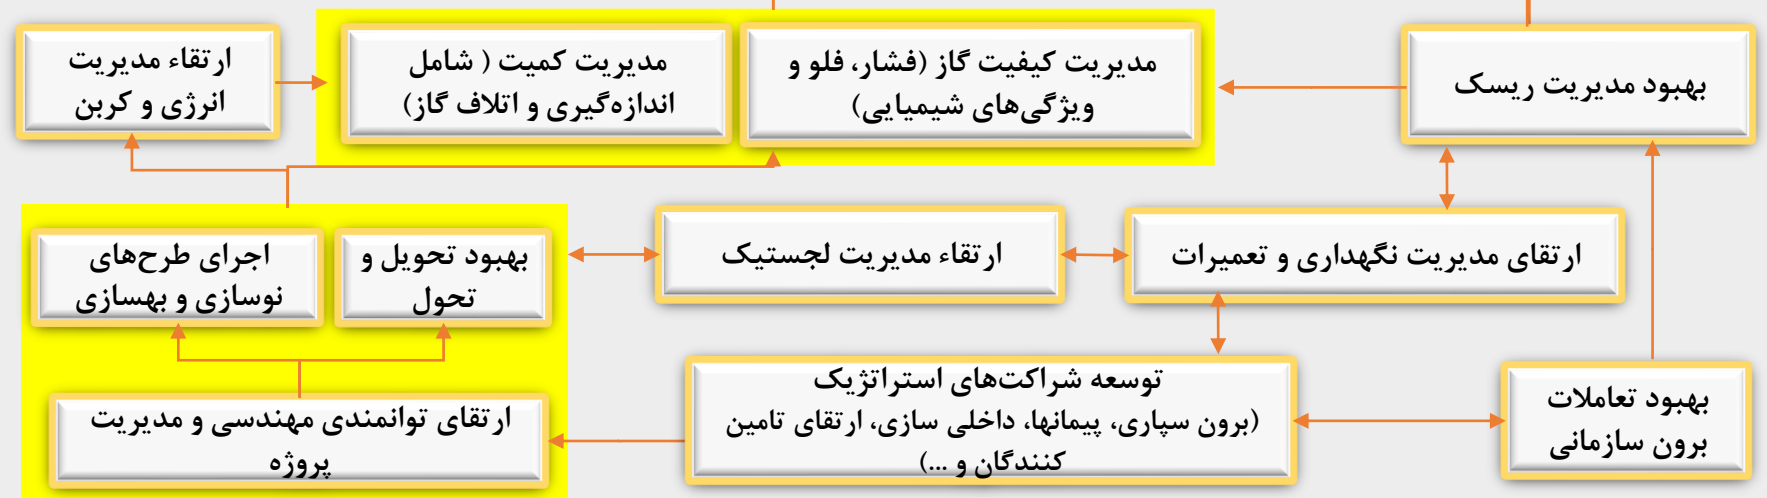 بهبود مدیریت ریسک
مدیریت کیفیت گاز (فشار، فلو و
ویژگی‌های شیمیایی)
مدیریت کمیت ( شامل
اندازه‌گیری و اتلاف گاز)
ارتقاء مدیریت
انرژی و کربن
ارتقای مدیریت نگهداری و تعمیرات
ارتقاء مدیریت لجستیک
بهبود تحویل و
تحول
اجرای طرح‌های
نوسازی و بهسازی
بهبود تعاملات
برون سازمانی
توسعه شراکت‌های استراتژیک
(برون سپاری، پیمانها، داخلی سازی، ارتقای تامین
کنندگان و ...)
ارتقای توانمندی مهندسی و مدیریت
پروژه